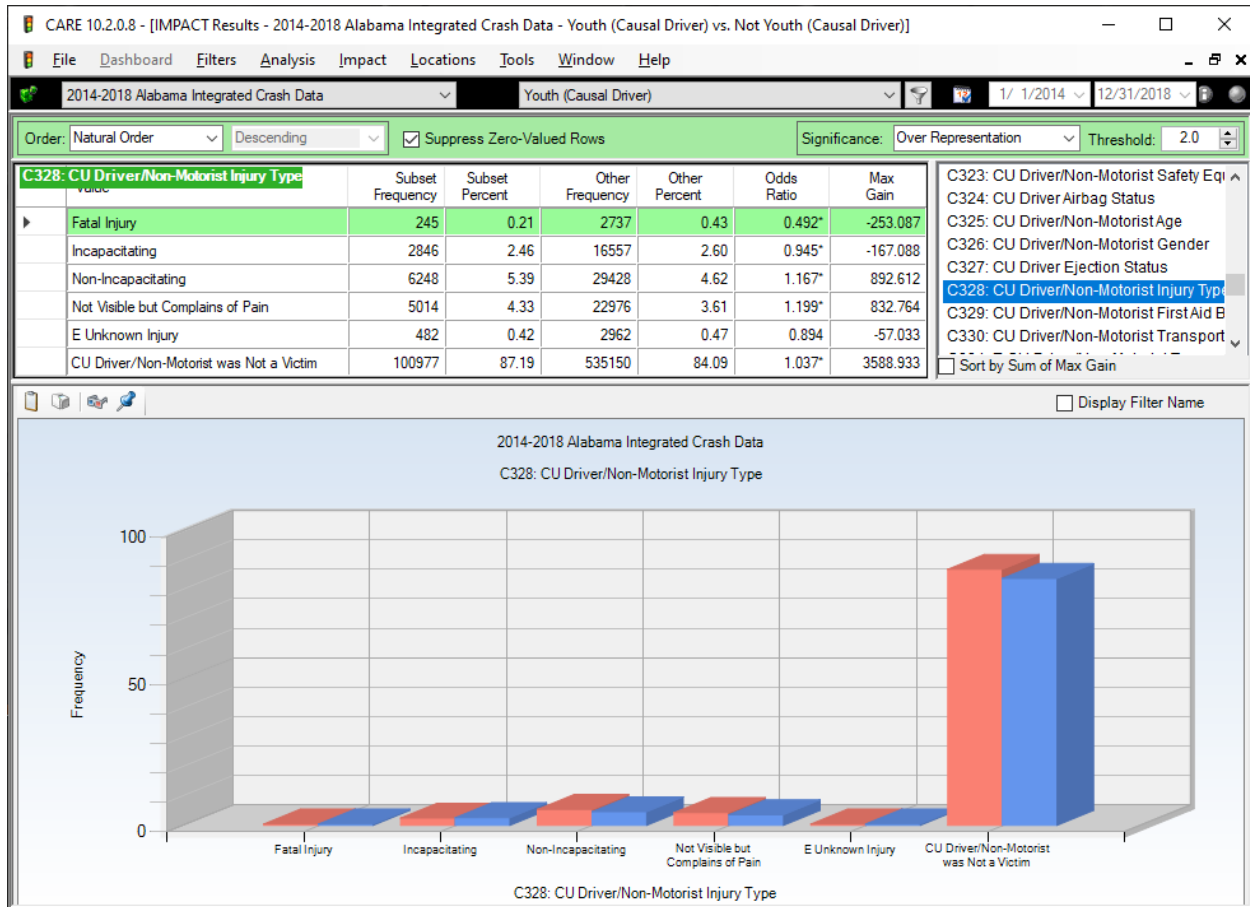 CARE 10.2.0.8 - [IMPACT Results - 2014-2018 Alabama Integrated Crash Data - Youth (Causal Driver) vs. Not Youth (Causal Driver)]
File Dashboard Filters Analysis Impact Locations Tools Window Help
2014-2018 Alabama Integrated Crash Data Youth (Causal Driver) 1/ 1/2014 12/31/2018
Order: Natural Order Descending Suppress Zero-Valued Rows Significance: Over Representation Threshold: 2.0
C328: CU Driver/Non-Motorist Injury Type Subset Frequency Subset Percent Other Frequency Other Percent Odds Ratio Max Gain
Fatal Injury 245 0.21 2737 0.43 0.492* -253.087
Incapacitating 2846 2.46 16557 2.60 0.945* -167.088
Non-Incapacitating 6248 5.39 29428 4.62 1.167* 892.612
Not Visible but Complains of Pain 5014 4.33 22976 3.61 1.199* 832.764
E Unknown Injury 482 0.42 2962 0.47 0.894 -57.033
CU Driver/Non-Motorist was Not a Victim 100977 87.19 535150 84.09 1.037* 3588.933
C323: CU Driver/Non-Motorist Safety Equ
C324: CU Driver Airbag Status
C325: CU Driver/Non-Motorist Age
C326: CU Driver/Non-Motorist Gender
C327: CU Driver Ejection Status
C328: CU Driver/Non-Motorist Injury Type
C329: CU Driver/Non-Motorist First Aid B
C330: CU Driver/Non-Motorist Transport
Sort by Sum of Max Gain
Display Filter Name
2014-2018 Alabama Integrated Crash Data
C328: CU Driver/Non-Motorist Injury Type
Frequency
100
50
0
Fatal Injury
Incapacitating
Non-Incapacitating
Not Visible but
Complains of Pain
E Unknown Injury
CU Driver/Non-Motorist
was Not a Victim
C328: CU Driver/Non-Motorist Injury Type